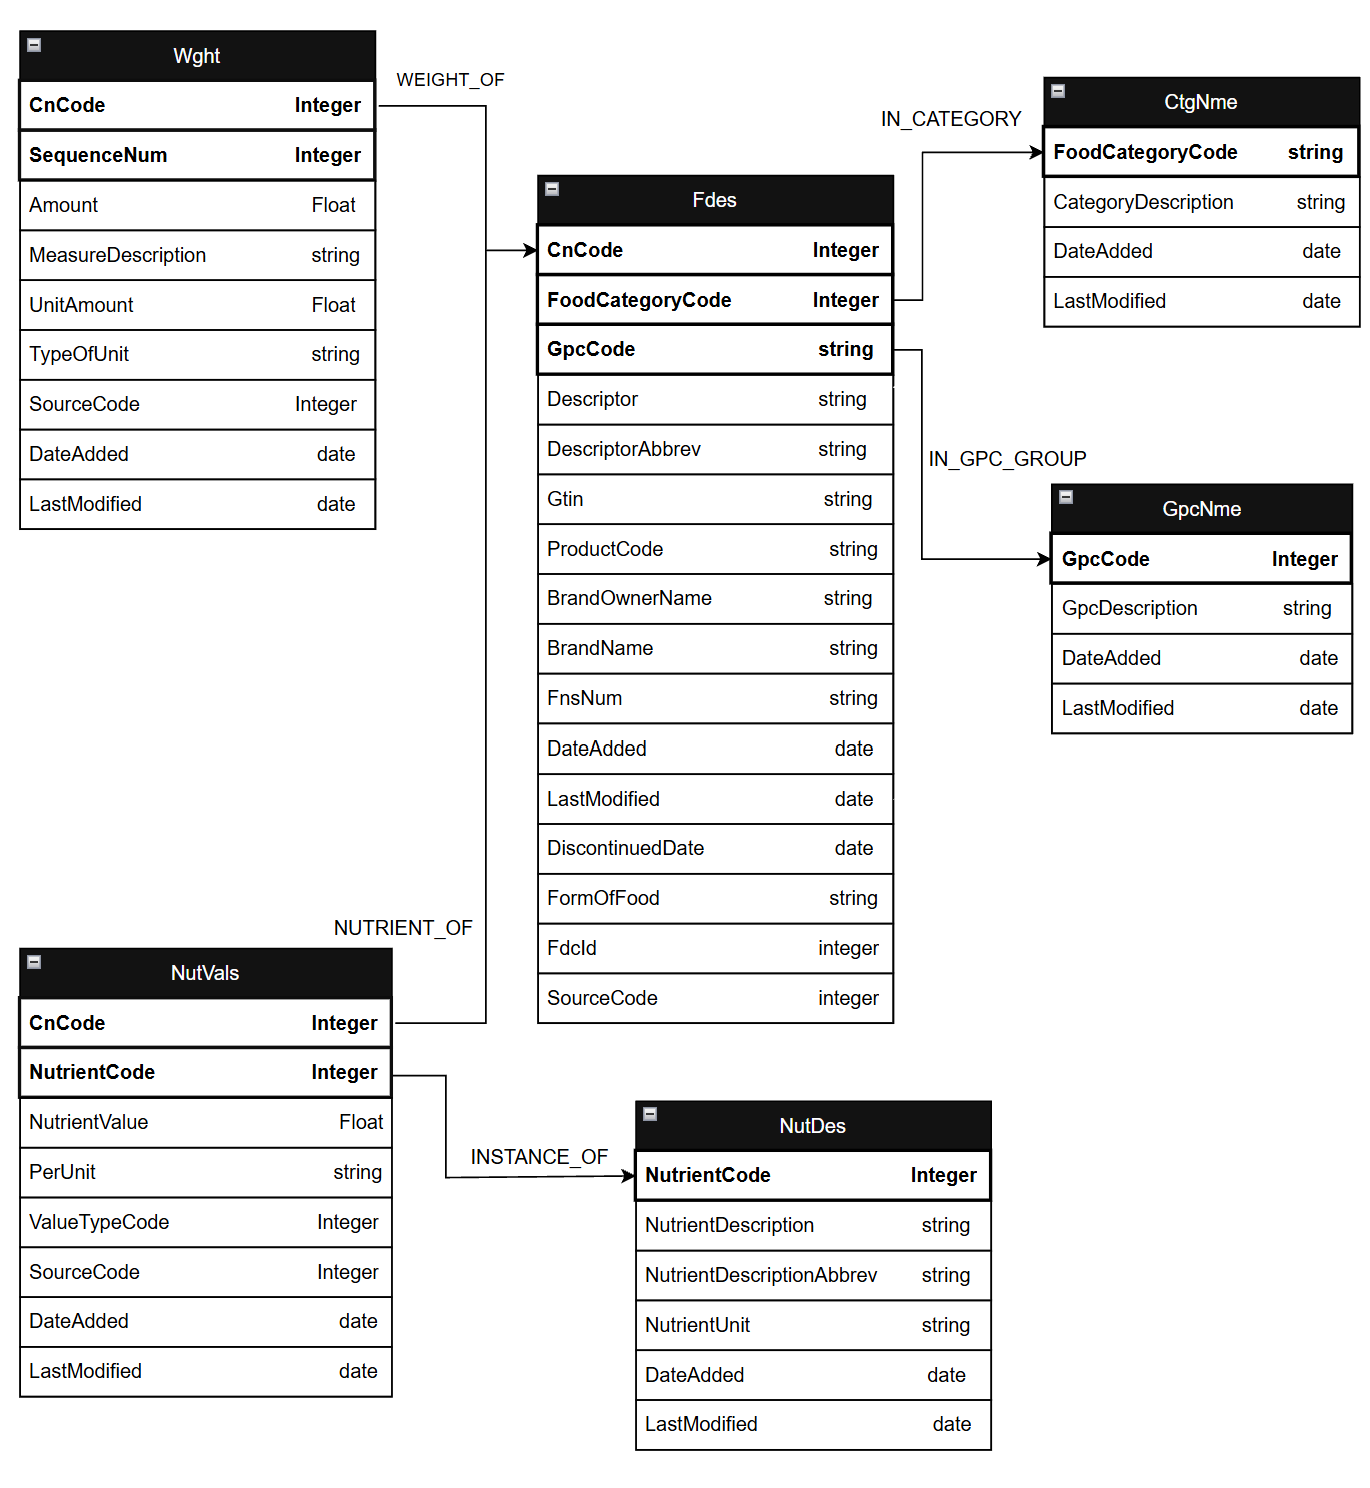 Wght
CnCode Integer
SequenceNum Integer
Amount Float
MeasureDescription string
UnitAmount Float
TypeOfUnit string
SourceCode Integer
DateAdded date
LastModified date
WEIGHT_OF
Fdes
CnCode Integer
FoodCategoryCode Integer
GpcCode string
Descriptor string
DescriptorAbbrev string
Gtin string
ProductCode string
BrandOwnerName string
BrandName string
FnsNum string
DateAdded date
LastModified date
DiscontinuedDate date
FormOfFood string
FdcId integer
SourceCode integer
IN_CATEGORY
CtgNme
FoodCategoryCode string
CategoryDescription string
DateAdded date
LastModified date
IN_GPC_GROUP
GpcNme
GpcCode Integer
GpcDescription string
DateAdded date
LastModified date
NUTRIENT_OF
NutVals
CnCode Integer
NutrientCode Integer
NutrientValue Float
PerUnit string
ValueTypeCode Integer
SourceCode Integer
DateAdded date
LastModified date
INSTANCE_OF
NutDes
NutrientCode Integer
NutrientDescription string
NutrientDescriptionAbbrev string
NutrientUnit string
DateAdded date
LastModified date